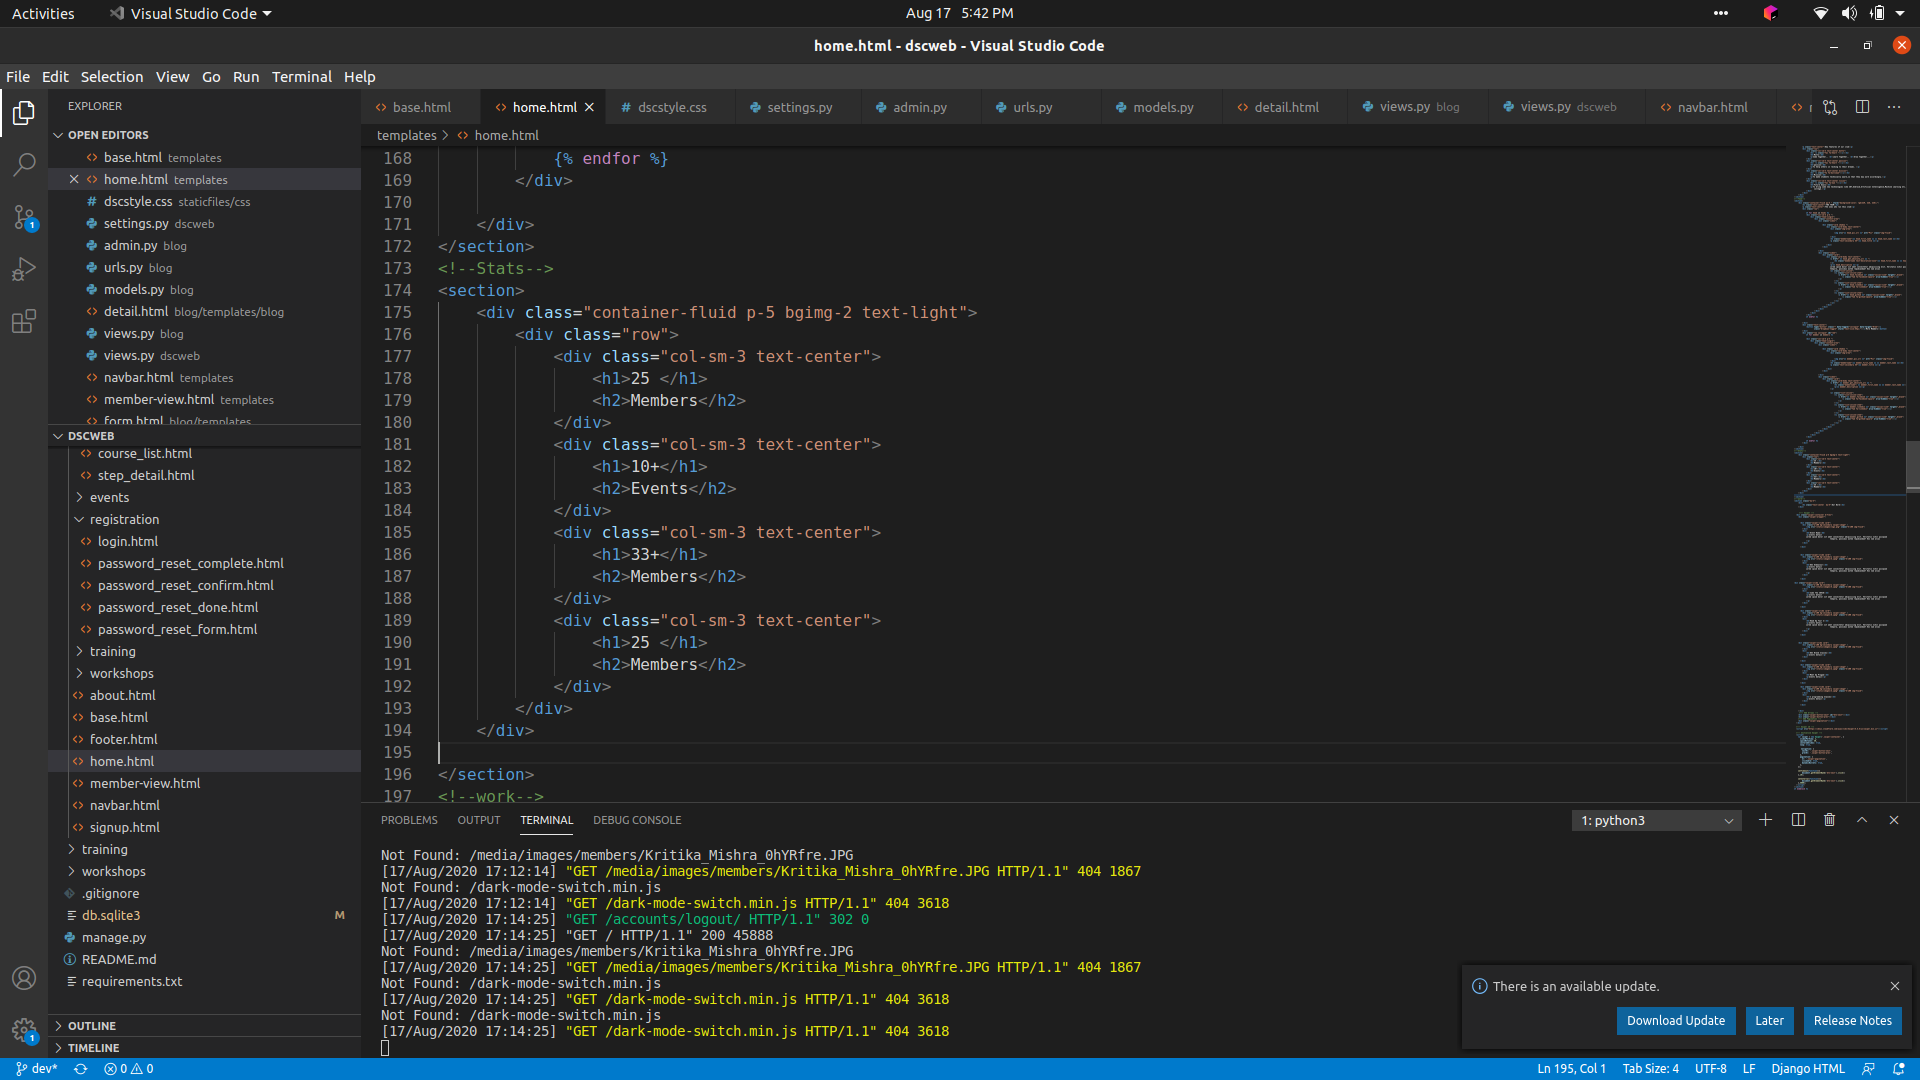 Activities
Visual Studio Code
Aug 17 5:42 PM
home.html - dscweb - Visual Studio Code
File Edit Selection View Go Run Terminal Help
EXPLORER
OPEN EDITORS
base.html templates
home.html templates
dscstyle.css staticfiles/css
settings.py dscweb
admin.py blog
urls.py blog
models.py blog
detail.html blog/templates/blog
views.py blog
views.py dscweb
navbar.html templates
member-view.html templates
form.html blog/templates
DSCWEB
course_list.html
step_detail.html
events
registration
login.html
password_reset_complete.html
password_reset_confirm.html
password_reset_done.html
password_reset_form.html
training
workshops
about.html
base.html
footer.html
home.html
member-view.html
navbar.html
signup.html
training
workshops
.gitignore
db.sqlite3 M
manage.py
README.md
requirements.txt
OUTLINE
TIMELINE
base.html home.html dscstyle.css settings.py admin.py urls.py models.py detail.html views.py blog views.py dscweb navbar.html
templates > home.html
168 {% endfor %}
169 </div>
170
171 </div>
172 </section>
173 <!--Stats-->
174 <section>
175 <div class="container-fluid p-5 bgimg-2 text-light">
176 <div class="row">
177 <div class="col-sm-3 text-center">
178 <h1>25 </h1>
179 <h2>Members</h2>
180 </div>
181 <div class="col-sm-3 text-center">
182 <h1>10+</h1>
183 <h2>Events</h2>
184 </div>
185 <div class="col-sm-3 text-center">
186 <h1>33+</h1>
187 <h2>Members</h2>
188 </div>
189 <div class="col-sm-3 text-center">
190 <h1>25 </h1>
191 <h2>Members</h2>
192 </div>
193 </div>
194 </div>
195
196 </section>
197 <!--work-->
PROBLEMS OUTPUT TERMINAL DEBUG CONSOLE
1: python3
Not Found: /media/images/members/Kritika_Mishra_0hYRfre.JPG
[17/Aug/2020 17:12:14] "GET /media/images/members/Kritika_Mishra_0hYRfre.JPG HTTP/1.1" 404 1867
Not Found: /dark-mode-switch.min.js
[17/Aug/2020 17:12:14] "GET /dark-mode-switch.min.js HTTP/1.1" 404 3618
[17/Aug/2020 17:14:25] "GET /accounts/logout/ HTTP/1.1" 302 0
[17/Aug/2020 17:14:25] "GET / HTTP/1.1" 200 45888
Not Found: /media/images/members/Kritika_Mishra_0hYRfre.JPG
[17/Aug/2020 17:14:25] "GET /media/images/members/Kritika_Mishra_0hYRfre.JPG HTTP/1.1" 404 1867
Not Found: /dark-mode-switch.min.js
[17/Aug/2020 17:14:25] "GET /dark-mode-switch.min.js HTTP/1.1" 404 3618
Not Found: /dark-mode-switch.min.js
[17/Aug/2020 17:14:25] "GET /dark-mode-switch.min.js HTTP/1.1" 404 3618
There is an available update.
Download Update Later Release Notes
1
1
dev* 0 0
Ln 195, Col 1 Tab Size: 4 UTF-8 LF Django HTML